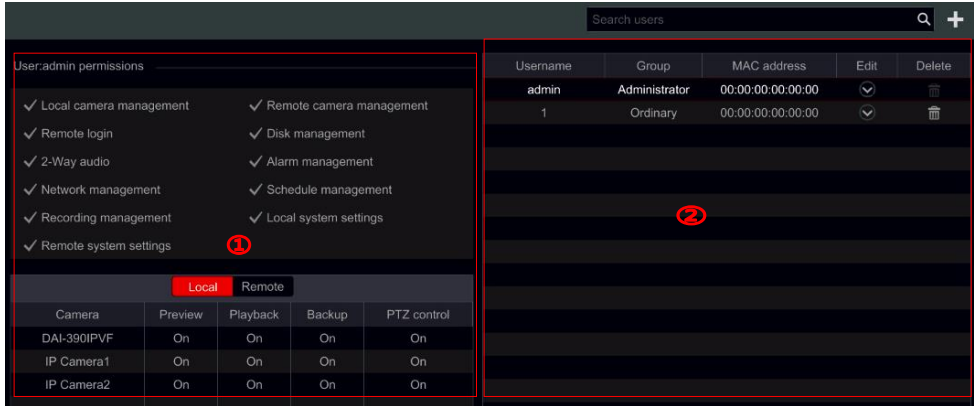 Search users
User:admin permissions
Local camera management Remote camera management
Remote login Disk management
2-Way audio Alarm management
Network management Schedule management
Recording management Local system settings
Remote system settings
①
Local Remote
Camera Preview Playback Backup PTZ control
DAI-390IPVF On On On On
IP Camera1 On On On On
IP Camera2 On On On On
Username Group MAC address Edit Delete
admin Administrator 00:00:00:00:00:00
1 Ordinary 00:00:00:00:00:00
②